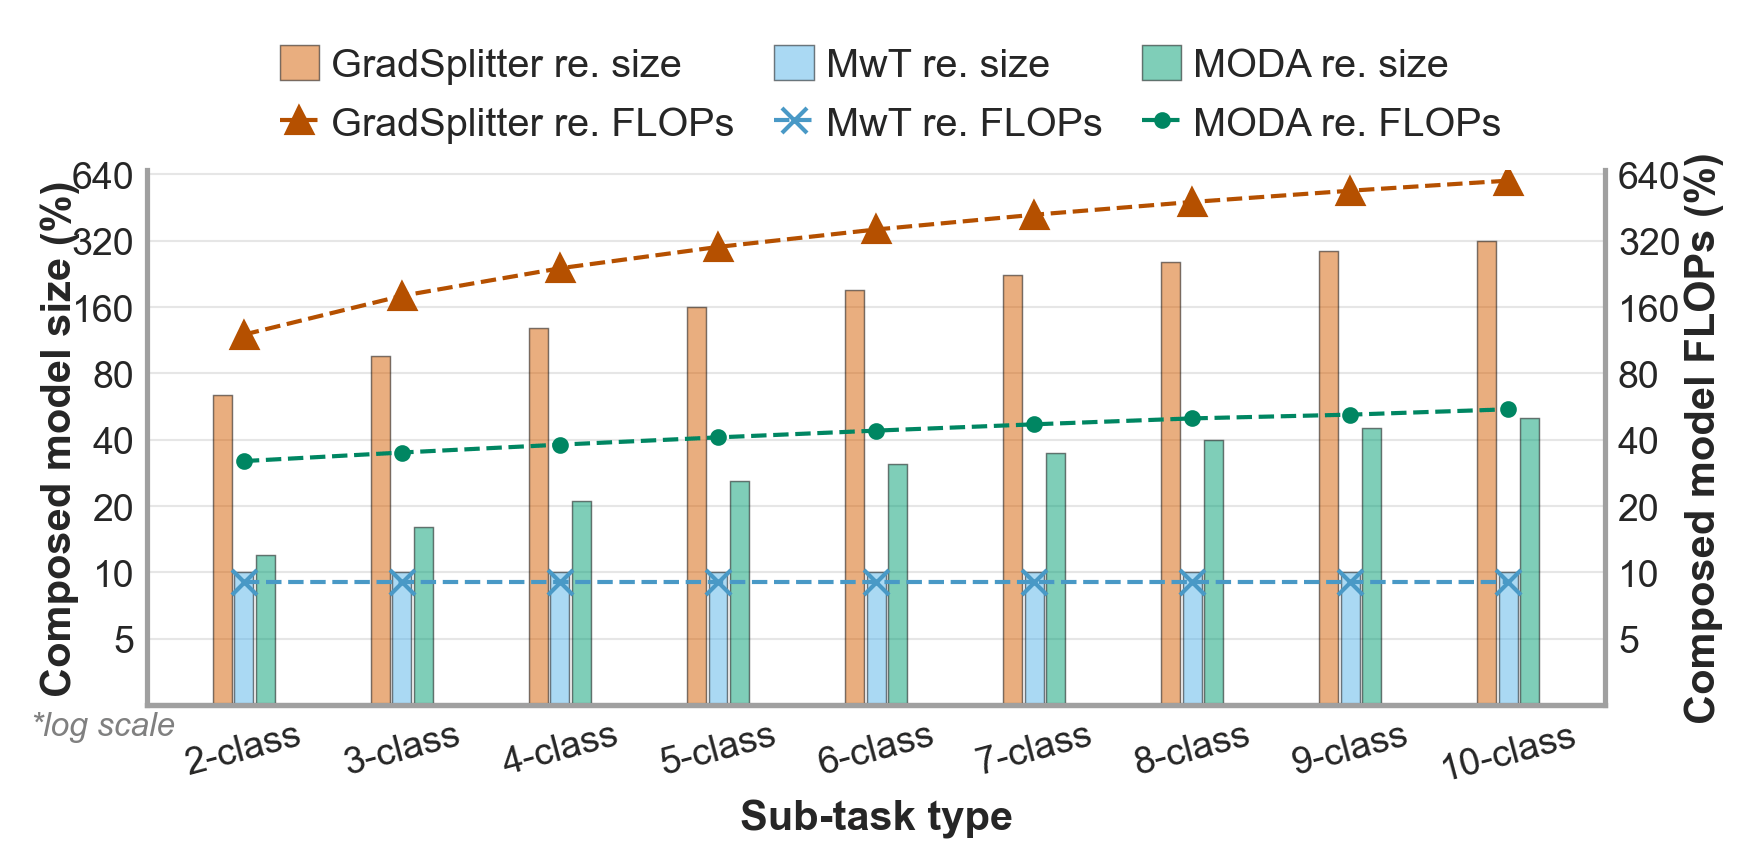 GradSplitter re. size
MwT re. size
MODA re. size
GradSplitter re. FLOPs
MwT re. FLOPs
MODA re. FLOPs
Composed model size (%)
640
320
160
80
40
20
10
5
*log scale
640
320
160
80
40
20
10
5
Composed model FLOPs (%)
2-class
3-class
4-class
5-class
6-class
7-class
8-class
9-class
10-class
Sub-task type